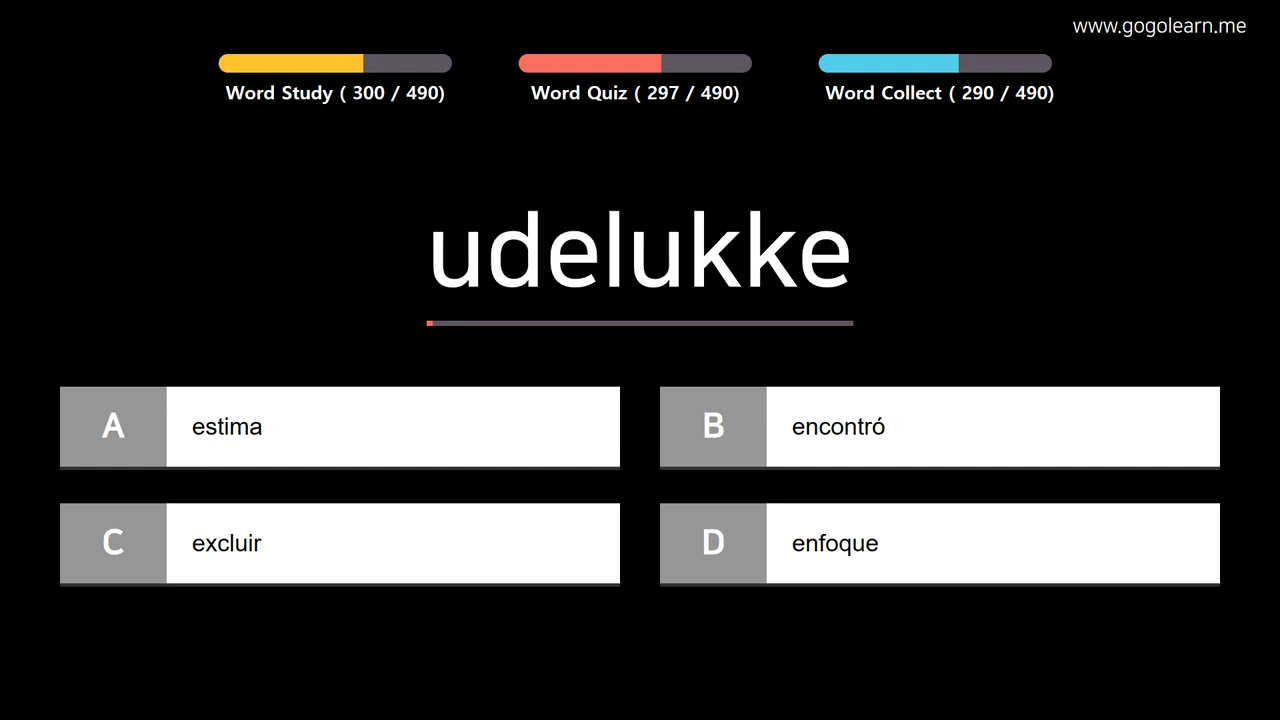 www.gogolearn.me
Word Study ( 300 / 490)
Word Quiz ( 297 / 490)
Word Collect ( 290 / 490)
udelukke
A estima
B encontró
C excluir
D enfoque